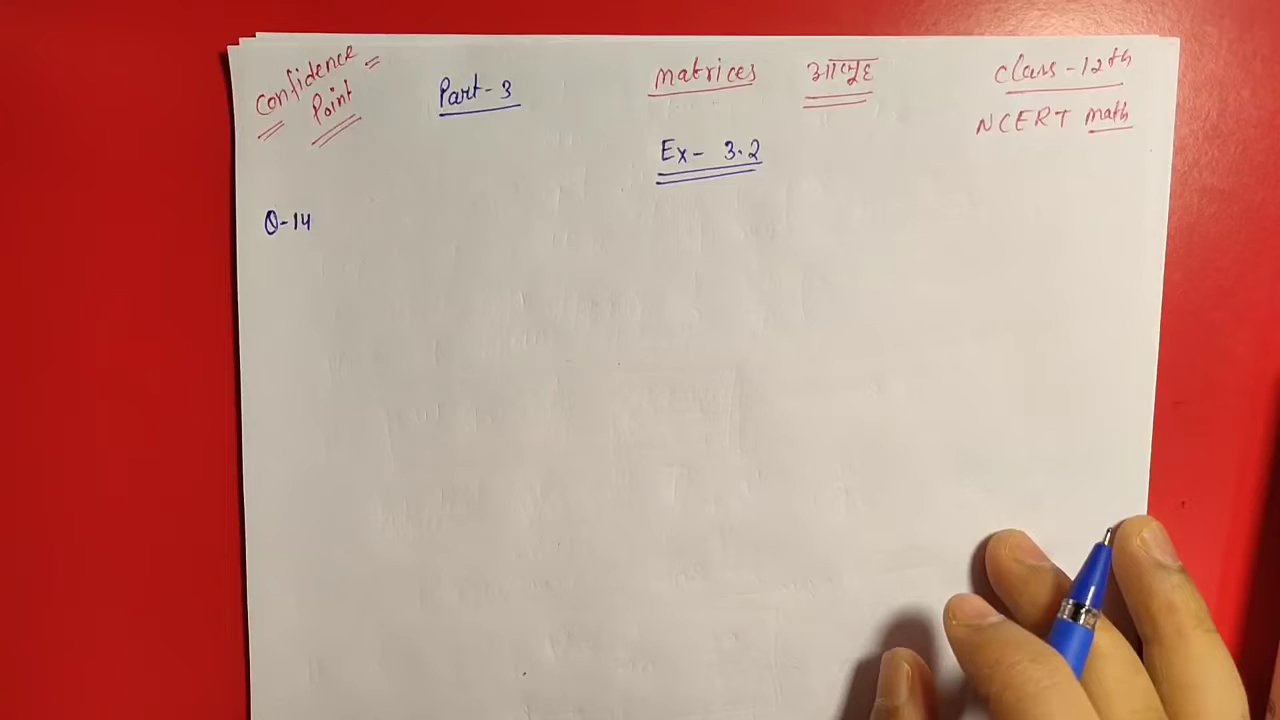 Confidence Point
Part-3
Matrices आव्यूह
Class-12th
NCERT Math
Ex- 3.2
Q-14